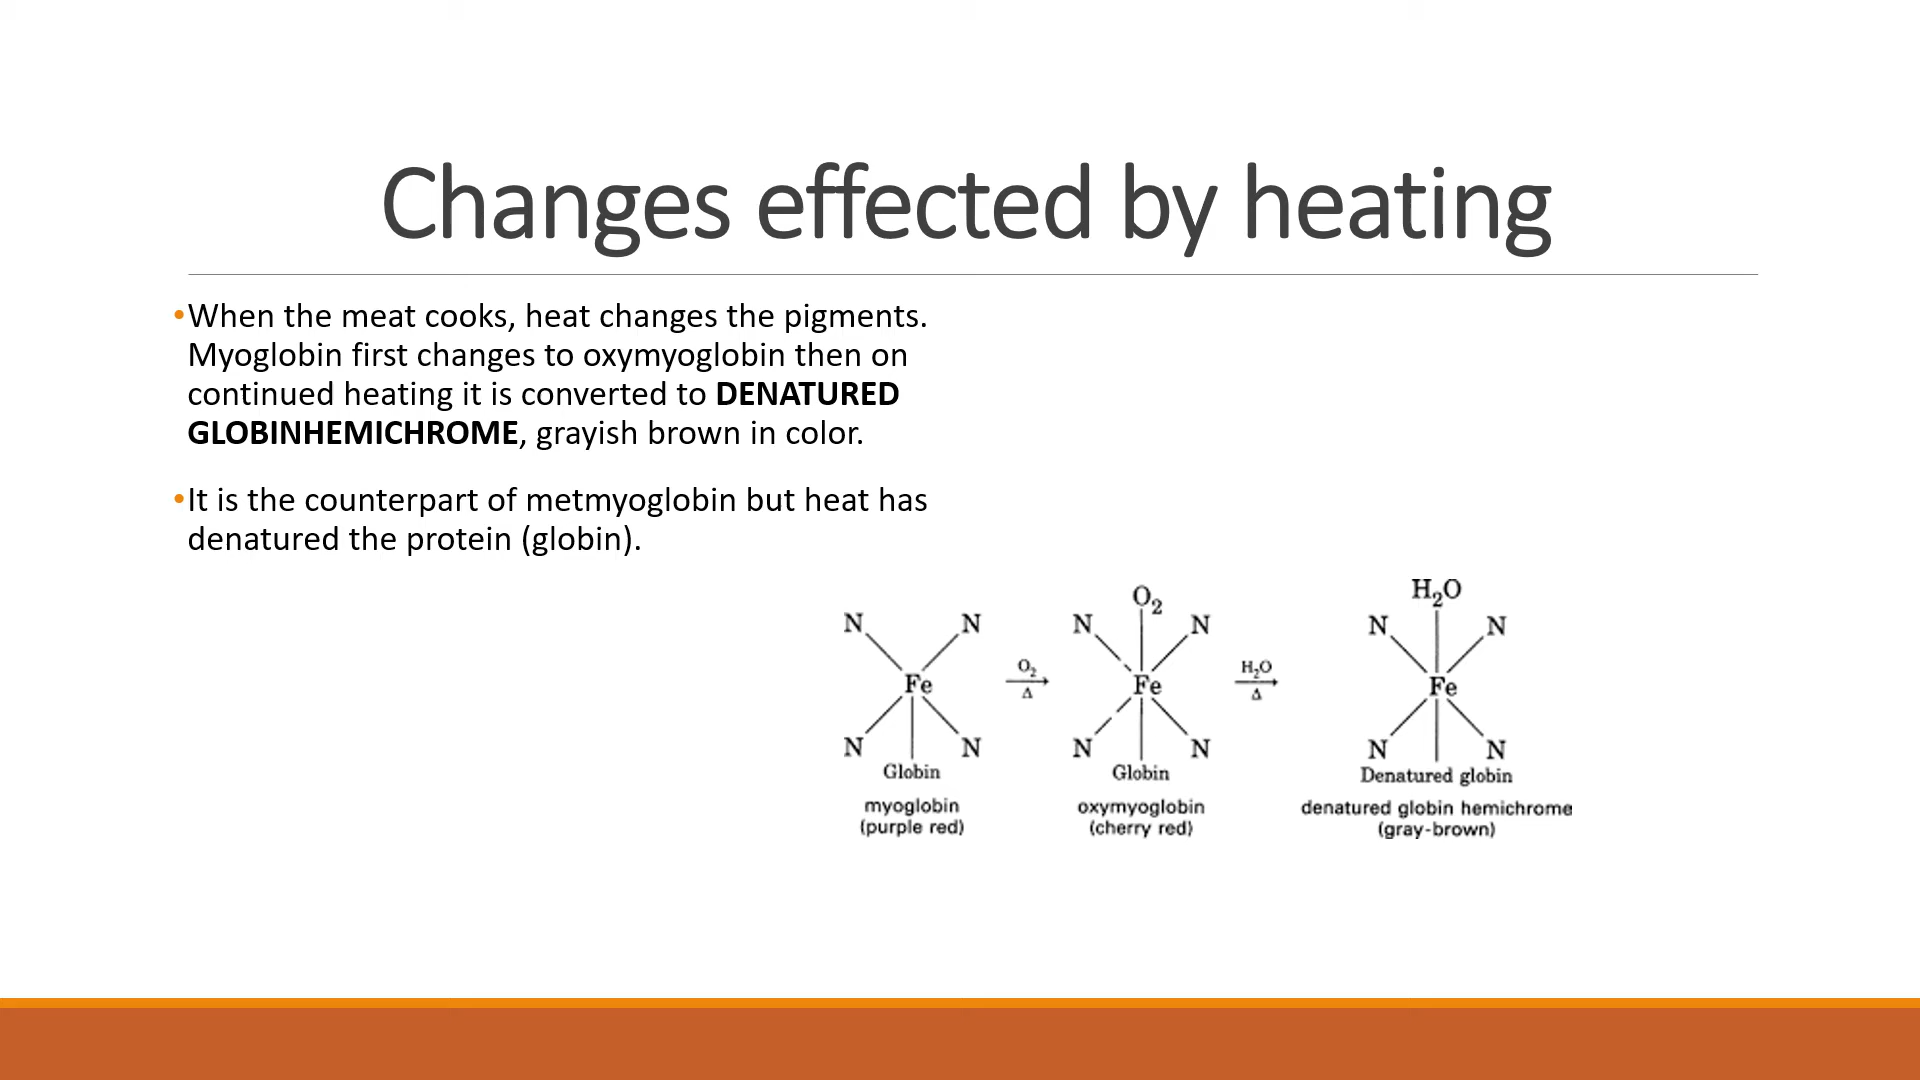 Changes effected by heating
•When the meat cooks, heat changes the pigments.
Myoglobin first changes to oxymyoglobin then on
continued heating it is converted to DENATURED
GLOBINHEMICHROME, grayish brown in color.
•It is the counterpart of metmyoglobin but heat has
denatured the protein (globin).
N N
Fe
N N
Globin
myoglobin
(purple red)
O₂
Δ
O₂
N N
Fe
N N
Globin
oxymyoglobin
(cherry red)
H₂O
Δ
H₂O
N N
Fe
N N
Denatured globin
denatured globin hemichrome
(gray-brown)